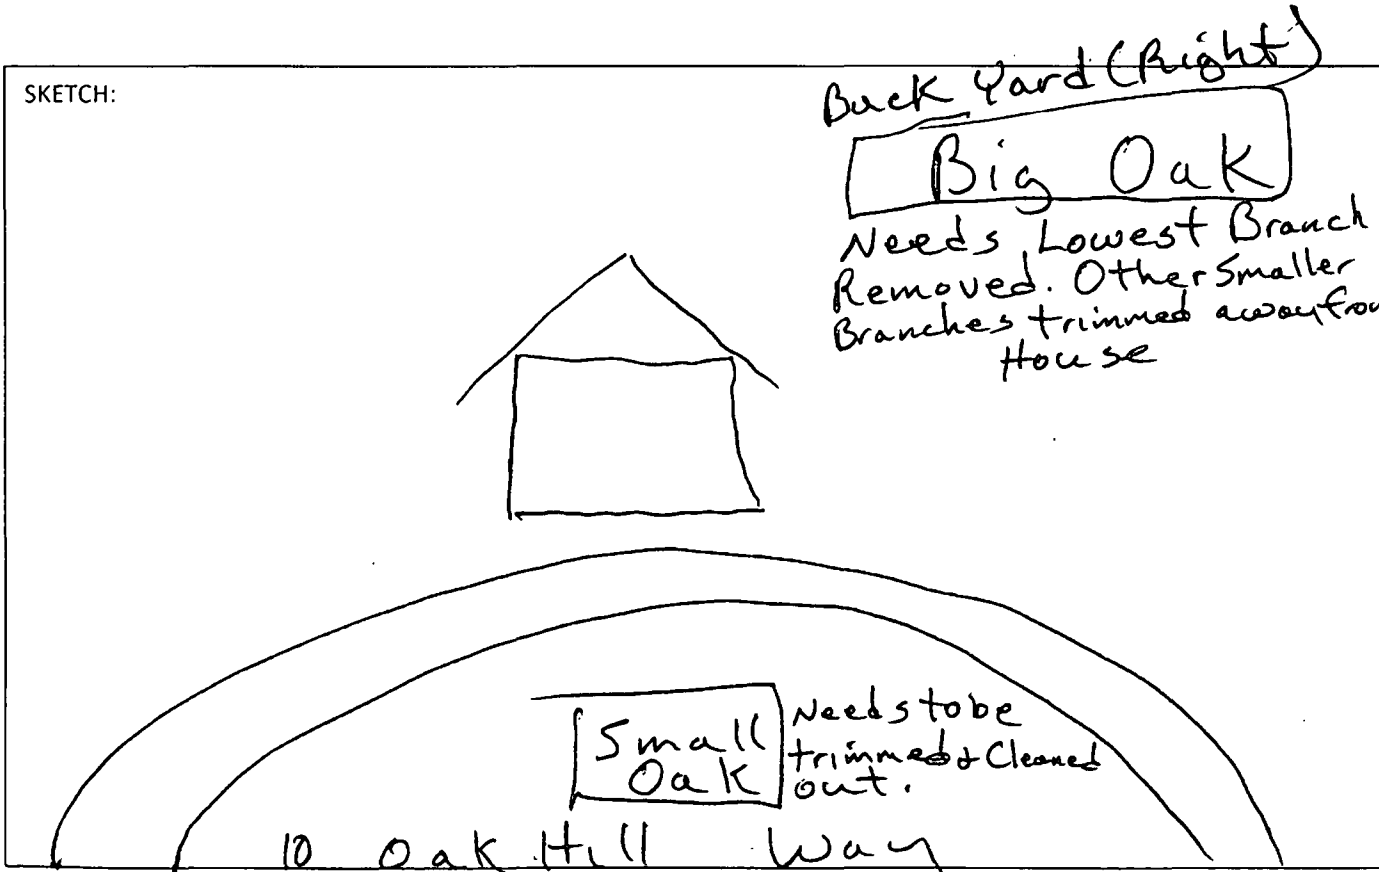 SKETCH:
Back Yard (Right)
Big Oak
Needs Lowest Branch
Removed. Other Smaller
Branches trimmed away from
House
Small
Oak
Needs to be
trimmed & Cleaned
out.
10 Oak Hill Way